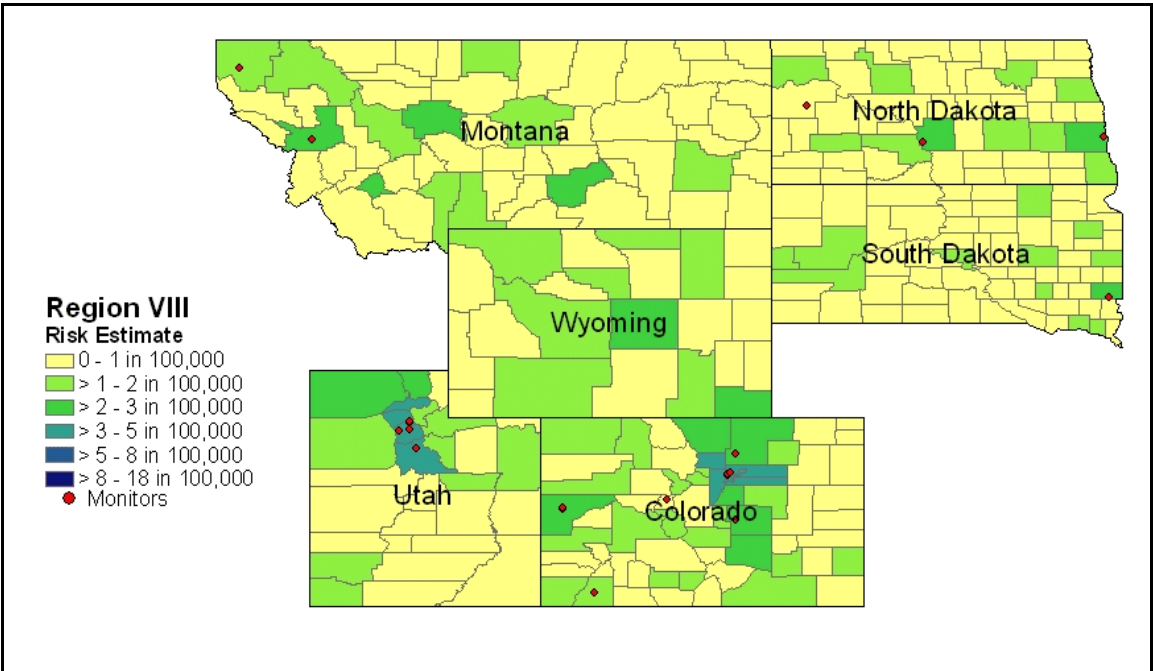 Montana
North Dakota
South Dakota
Wyoming
Region VIII
Risk Estimate
0 - 1 in 100,000
> 1 - 2 in 100,000
> 2 - 3 in 100,000
> 3 - 5 in 100,000
> 5 - 8 in 100,000
> 8 - 18 in 100,000
Monitors
Utah
Colorado